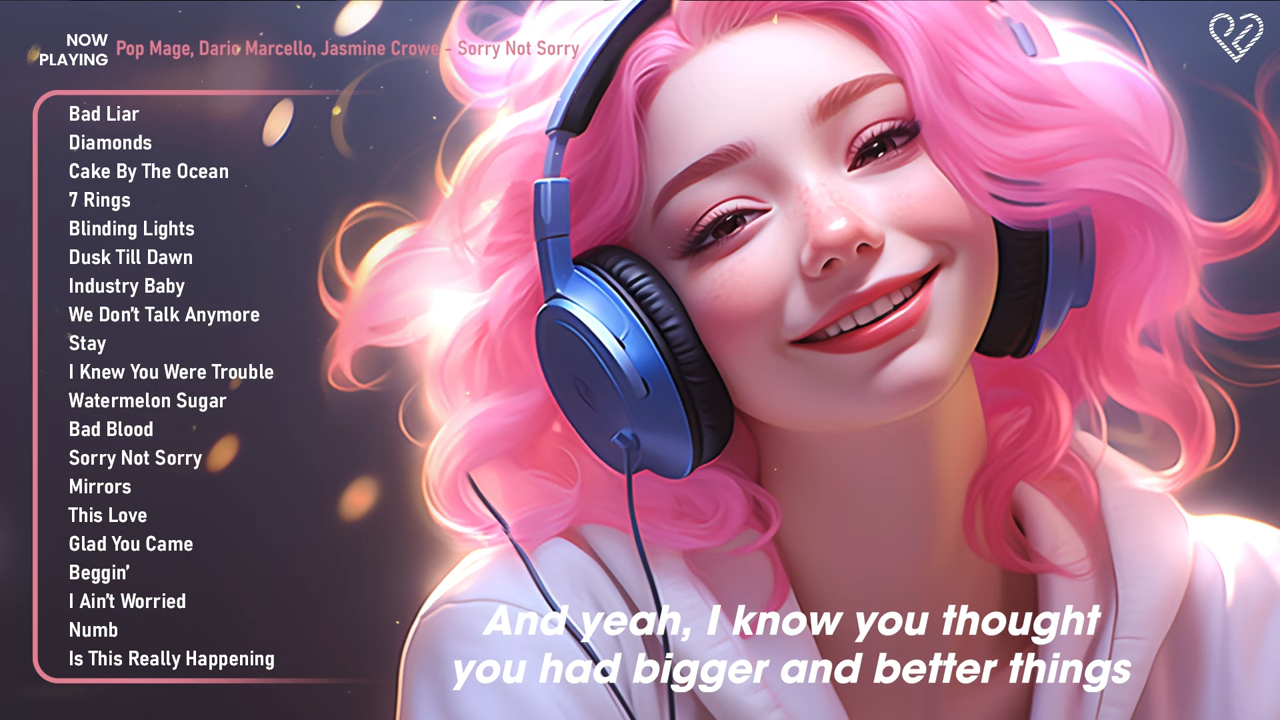 NOW
PLAYING
Pop Mage, Dario Marcello, Jasmine Crowe - Sorry Not Sorry
Bad Liar
Diamonds
Cake By The Ocean
7 Rings
Blinding Lights
Dusk Till Dawn
Industry Baby
We Don't Talk Anymore
Stay
I Knew You Were Trouble
Watermelon Sugar
Bad Blood
Sorry Not Sorry
Mirrors
This Love
Glad You Came
Beggin'
I Ain't Worried
Numb
Is This Really Happening
And yeah, I know you thought
you had bigger and better things